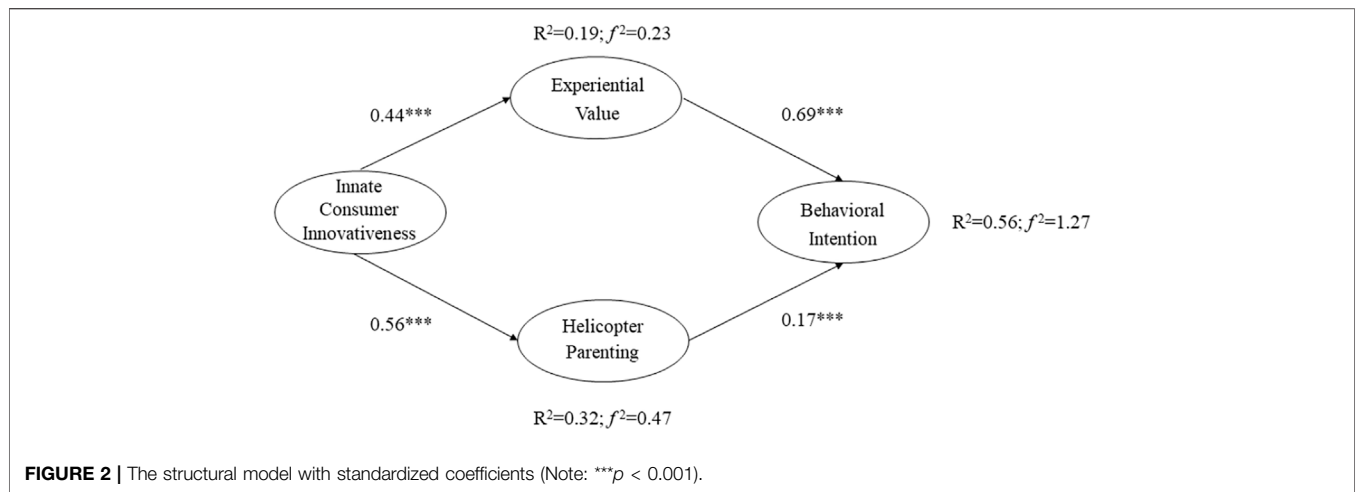 R²=0.19; f²=0.23
Experiential
Value
0.44***
0.69***
Innate
Consumer
Innovativeness
Behavioral
Intention
R²=0.56; f²=1.27
0.56***
0.17***
Helicopter
Parenting
R²=0.32; f²=0.47
FIGURE 2 | The structural model with standardized coefficients (Note: ***p < 0.001).